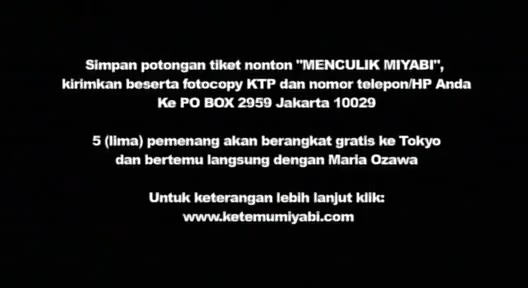 Simpan potongan tiket nonton "MENCULIK MIYABI",
kirimkan beserta fotocopy KTP dan nomor telepon/HP Anda
Ke PO BOX 2959 Jakarta 10029
5 (lima) pemenang akan berangkat gratis ke Tokyo
dan bertemu langsung dengan Maria Ozawa
Untuk keterangan lebih lanjut klik:
www.ketemumiyabi.com